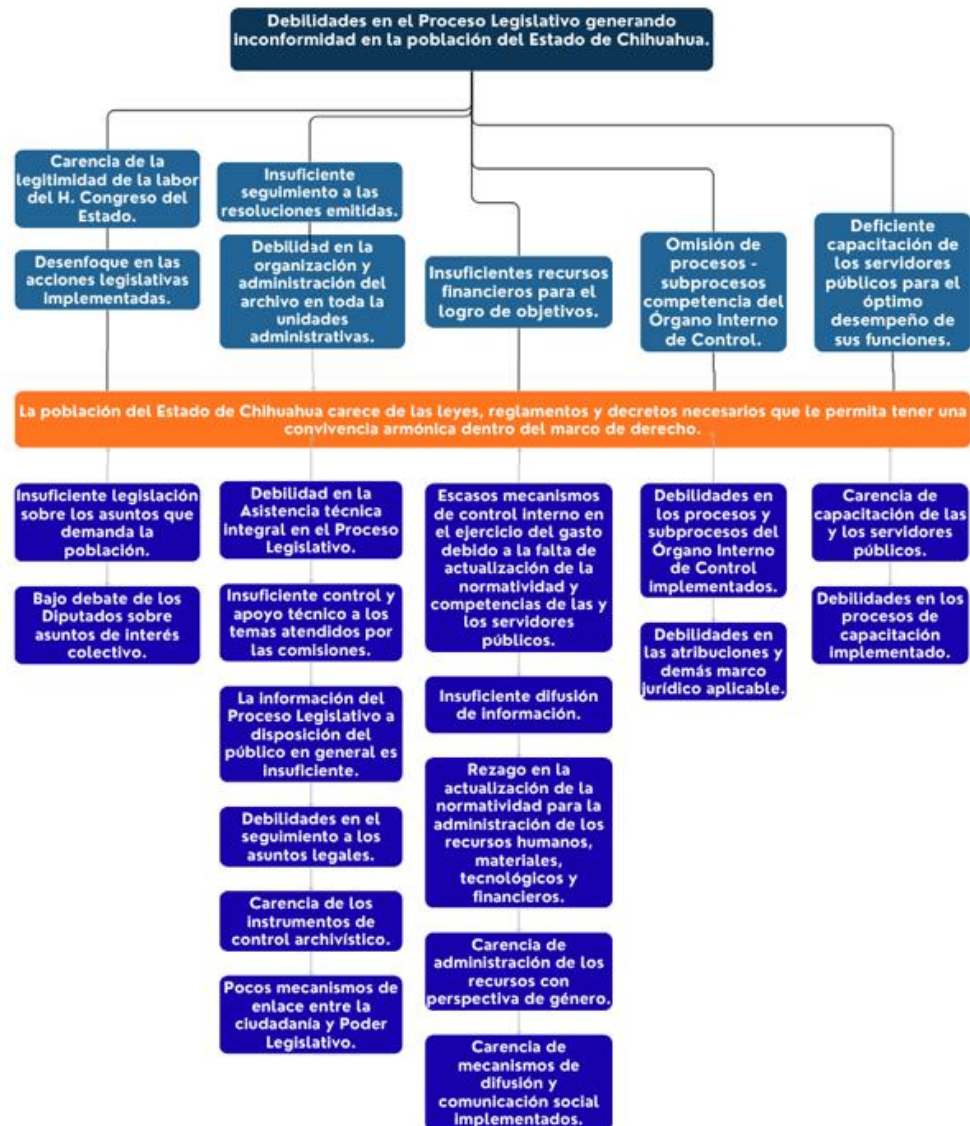 Debilidades en el Proceso Legislativo generando
inconformidad en la población del Estado de Chihuahua.
Carencia de la
legitimidad de la labor
del H. Congreso del
Estado.
Desenfoque en las
acciones legislativas
implementadas.
Insuficiente
seguimiento a las
resoluciones emitidas.
Debilidad en la
organización y
administración del
archivo en toda la
unidades
administrativas.
Insuficientes recursos
financieros para el
logro de objetivos.
Omisión de
procesos -
subprocesos
competencia del
Órgano Interno
de Control.
Deficiente
capacitación de
los servidores
públicos para el
óptimo
desempeño de
sus funciones.
La población del Estado de Chihuahua carece de las leyes, reglamentos y decretos necesarios que le permita tener una
convivencia armónica dentro del marco de derecho.
Insuficiente legislación
sobre los asuntos que
demanda la
población.
Bajo debate de los
Diputados sobre
asuntos de interés
colectivo.
Debilidad en la
Asistencia técnica
integral en el Proceso
Legislativo.
Insuficiente control y
apoyo técnico a los
temas atendidos por
las comisiones.
La información del
Proceso Legislativo a
disposición del
público en general es
insuficiente.
Debilidades en el
seguimiento a los
asuntos legales.
Carencia de los
instrumentos de
control archivístico.
Pocos mecanismos de
enlace entre la
ciudadanía y Poder
Legislativo.
Escasos mecanismos
de control interno en
el ejercicio del gasto
debido a la falta de
actualización de la
normatividad y
competencias de las y
los servidores
públicos.
Insuficiente difusión
de información.
Rezago en la
actualización de la
normatividad para la
administración de los
recursos humanos,
materiales,
tecnológicos y
financieros.
Carencia de
administración de los
recursos con
perspectiva de género.
Carencia de
mecanismos de
difusión y
comunicación social
implementados.
Debilidades en
los procesos y
subprocesos del
Órgano Interno
de Control
implementados.
Debilidades en
las atribuciones y
demás marco
jurídico aplicable.
Carencia de
capacitación de las
y los servidores
públicos.
Debilidades en los
procesos de
capacitación
implementado.